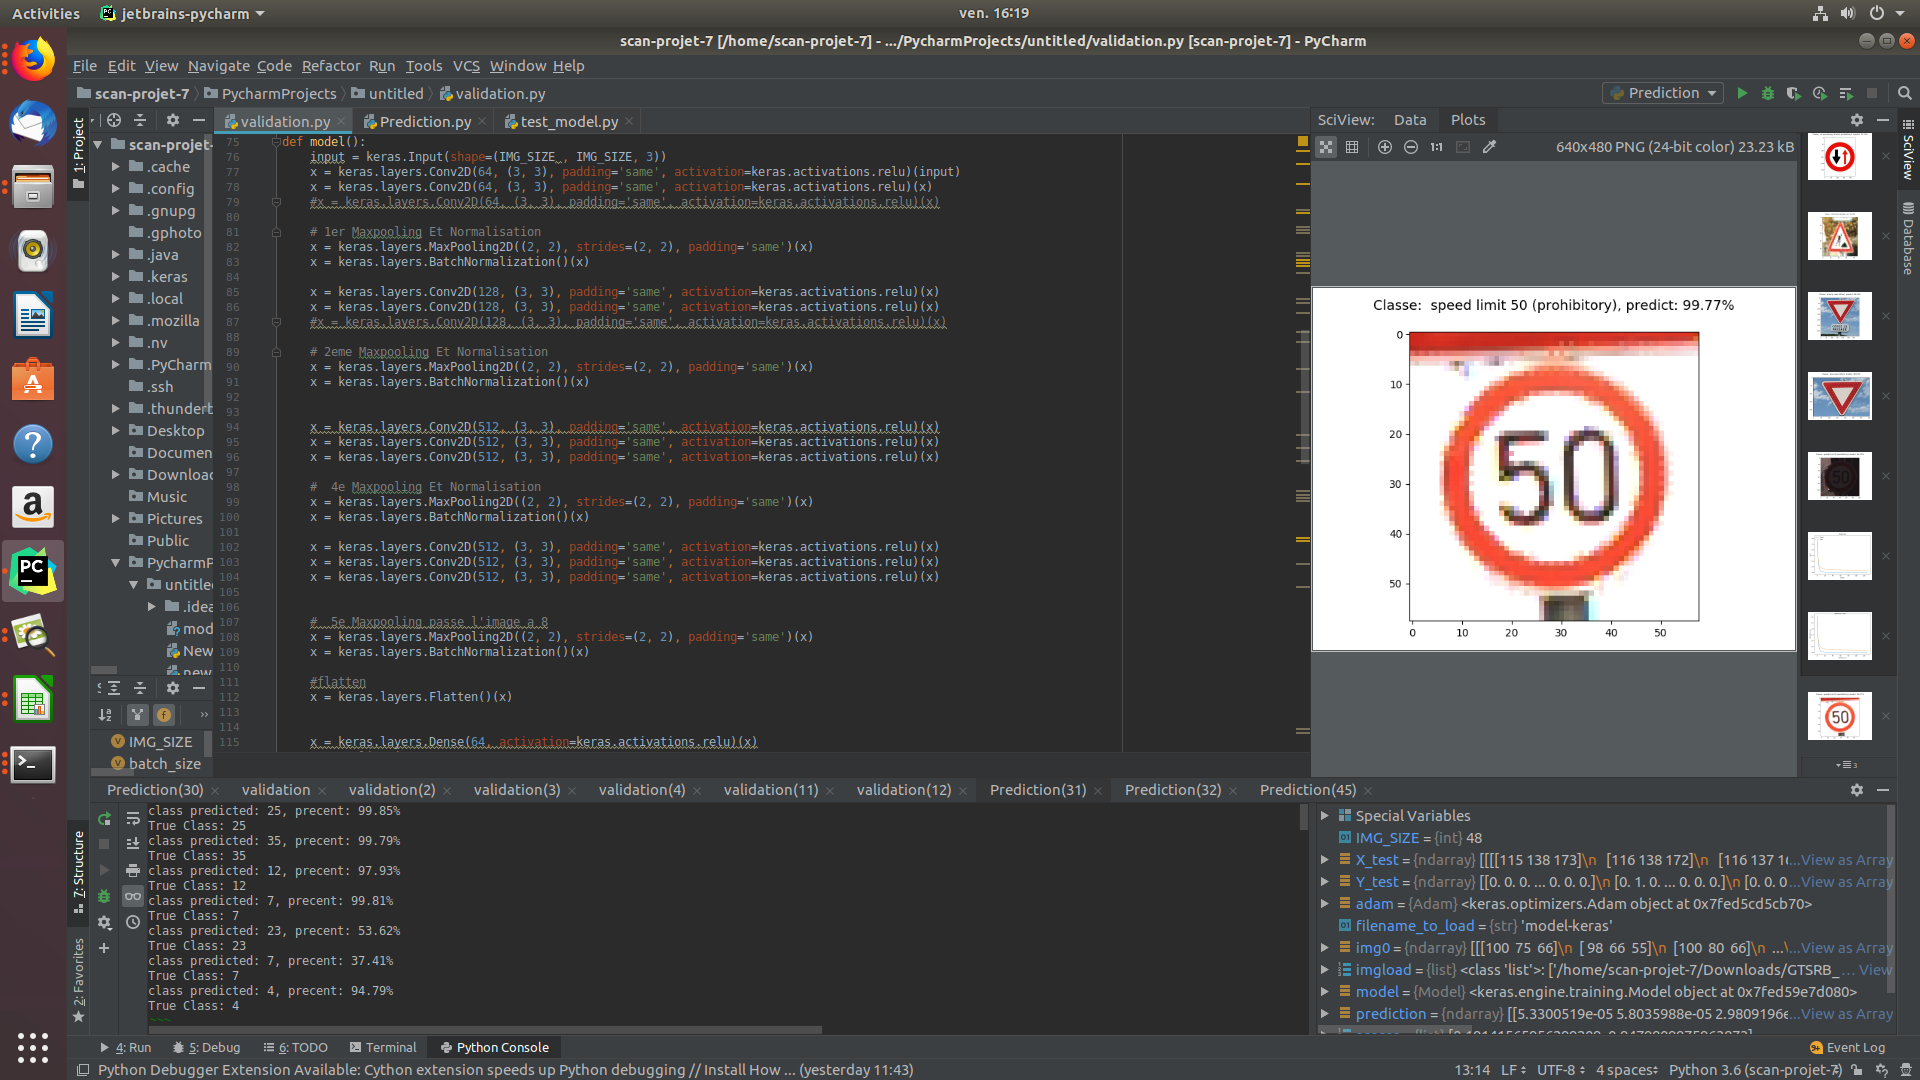 Activities
jetbrains-pycharm
ven. 16:19
scan-projet-7 [/home/scan-projet-7] - .../PycharmProjects/untitled/validation.py [scan-projet-7] - PyCharm
File Edit View Navigate Code Refactor Run Tools VCS Window Help
scan-projet-7 PycharmProjects untitled validation.py
Prediction
1: Project
validation.py Prediction.py test_model.py
scan-projet-
.cache
.config
.gnupg
.gphoto
.java
.keras
.local
.mozilla
.nv
.PyCharm
.ssh
.thunder
Desktop
Documen
Downloa
Music
Pictures
Public
PycharmP
untitle
.idea
mod
New
new
IMG_SIZE
batch_size
75 def model():
76 input = keras.Input(shape=(IMG_SIZE , IMG_SIZE, 3))
77 x = keras.layers.Conv2D(64, (3, 3), padding='same', activation=keras.activations.relu)(input)
78 x = keras.layers.Conv2D(64, (3, 3), padding='same', activation=keras.activations.relu)(x)
79 #x = keras.layers.Conv2D(64, (3, 3), padding='same', activation=keras.activations.relu)(x)
80
81 # 1er Maxpooling Et Normalisation
82 x = keras.layers.MaxPooling2D((2, 2), strides=(2, 2), padding='same')(x)
83 x = keras.layers.BatchNormalization()(x)
84
85 x = keras.layers.Conv2D(128, (3, 3), padding='same', activation=keras.activations.relu)(x)
86 x = keras.layers.Conv2D(128, (3, 3), padding='same', activation=keras.activations.relu)(x)
87 #x = keras.layers.Conv2D(128, (3, 3), padding='same', activation=keras.activations.relu)(x)
88
89 # 2eme Maxpooling Et Normalisation
90 x = keras.layers.MaxPooling2D((2, 2), strides=(2, 2), padding='same')(x)
91 x = keras.layers.BatchNormalization()(x)
92
93
94 x = keras.layers.Conv2D(512, (3, 3), padding='same', activation=keras.activations.relu)(x)
95 x = keras.layers.Conv2D(512, (3, 3), padding='same', activation=keras.activations.relu)(x)
96 x = keras.layers.Conv2D(512, (3, 3), padding='same', activation=keras.activations.relu)(x)
97
98 # 4e Maxpooling Et Normalisation
99 x = keras.layers.MaxPooling2D((2, 2), strides=(2, 2), padding='same')(x)
100 x = keras.layers.BatchNormalization()(x)
101
102 x = keras.layers.Conv2D(512, (3, 3), padding='same', activation=keras.activations.relu)(x)
103 x = keras.layers.Conv2D(512, (3, 3), padding='same', activation=keras.activations.relu)(x)
104 x = keras.layers.Conv2D(512, (3, 3), padding='same', activation=keras.activations.relu)(x)
105
106
107 # 5e Maxpooling passe l'image a 8
108 x = keras.layers.MaxPooling2D((2, 2), strides=(2, 2), padding='same')(x)
109 x = keras.layers.BatchNormalization()(x)
110
111 #flatten
112 x = keras.layers.Flatten()(x)
113
114
115 x = keras.layers.Dense(64, activation=keras.activations.relu)(x)
SciView: Data Plots
1:1 640x480 PNG (24-bit color) 23.23 kB
Classe: speed limit 50 (prohibitory), predict: 99.77%
0
10
20
30
40
50
50
0 10 20 30 40 50
50
50
3
SciView
Database
Prediction(30) validation validation(2) validation(3) validation(4) validation(11) validation(12) Prediction(31) Prediction(32) Prediction(45)
class predicted: 25, precent: 99.85%
True Class: 25
class predicted: 35, precent: 99.79%
True Class: 35
class predicted: 12, precent: 97.93%
True Class: 12
class predicted: 7, precent: 99.81%
True Class: 7
class predicted: 23, precent: 53.62%
True Class: 23
class predicted: 7, precent: 37.41%
True Class: 7
class predicted: 4, precent: 94.79%
True Class: 4
7: Structure
2: Favorites
Special Variables
IMG_SIZE = {int} 48
X_test = {ndarray} [[[[115 138 173]\n [116 138 172]\n [116 137 16 ...View as Array
Y_test = {ndarray} [[0. 0. 0. ... 0. 0. 0.]\n [0. 1. 0. ... 0. 0. 0.]\n [0. 0. 0 ...View as Array
adam = {Adam} <keras.optimizers.Adam object at 0x7fed5cd5cb70>
filename_to_load = {str} 'model-keras'
img0 = {ndarray} [[[100 75 66]\n [ 98 66 55]\n [100 80 66]\n ...\ ...View as Array
imgload = {list} <class 'list'>: ['/home/scan-projet-7/Downloads/GTSRB_... View
model = {Model} <keras.engine.training.Model object at 0x7fed59e7d080>
prediction = {ndarray} [[5.3300519e-05 5.8035988e-05 2.9809196e ...View as Array
4: Run 5: Debug 6: TODO Terminal Python Console Event Log
Python Debugger Extension Available: Cython extension speeds up Python debugging // Install How ... (yesterday 11:43)
13:14 LF UTF-8 4 spaces Python 3.6 (scan-projet-7)